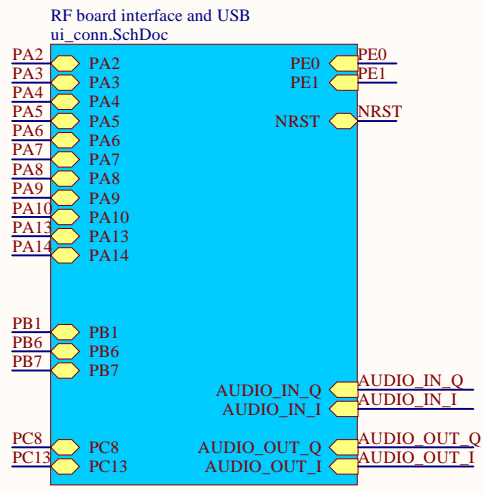 RF board interface and USB
ui_conn.SchDoc
PA2 PA2 PE0 PE0
PA3 PA3 PE1 PE1
PA4 PA4
PA5 PA5 NRST NRST
PA6 PA6
PA7 PA7
PA8 PA8
PA9 PA9
PA10 PA10
PA13 PA13
PA14 PA14
PB1 PB1
PB6 PB6
PB7 PB7
AUDIO_IN_Q AUDIO_IN_Q
AUDIO_IN_I AUDIO_IN_I
PC8 PC8 AUDIO_OUT_Q AUDIO_OUT_Q
PC13 PC13 AUDIO_OUT_I AUDIO_OUT_I